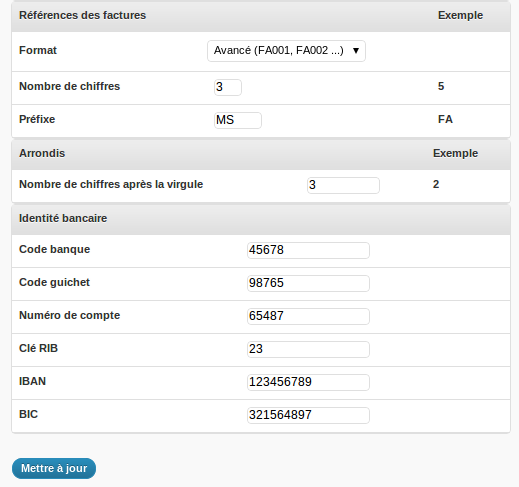 Références des factures Exemple
Format Avancé (FA001, FA002 ...)
Nombre de chiffres 3 5
Préfixe MS FA
Arrondis Exemple
Nombre de chiffres après la virgule 3 2
Identité bancaire
Code banque 45678
Code guichet 98765
Numéro de compte 65487
Clé RIB 23
IBAN 123456789
BIC 321564897
Mettre à jour